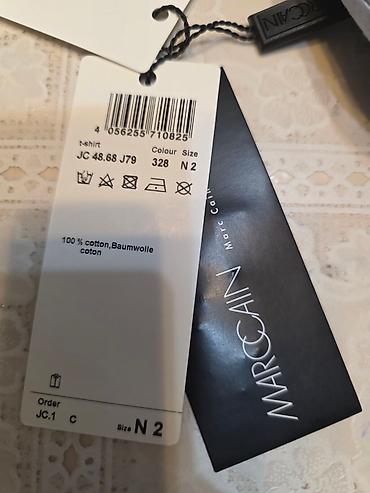 MARCCAIN
4 056255 710825
t-shirt Colour Size
JC 48.68 J79 328 N 2
100 % cotton,Baumwolle
coton
Order
JC.1 C Size N 2
Marc Cain
MARCCAIN